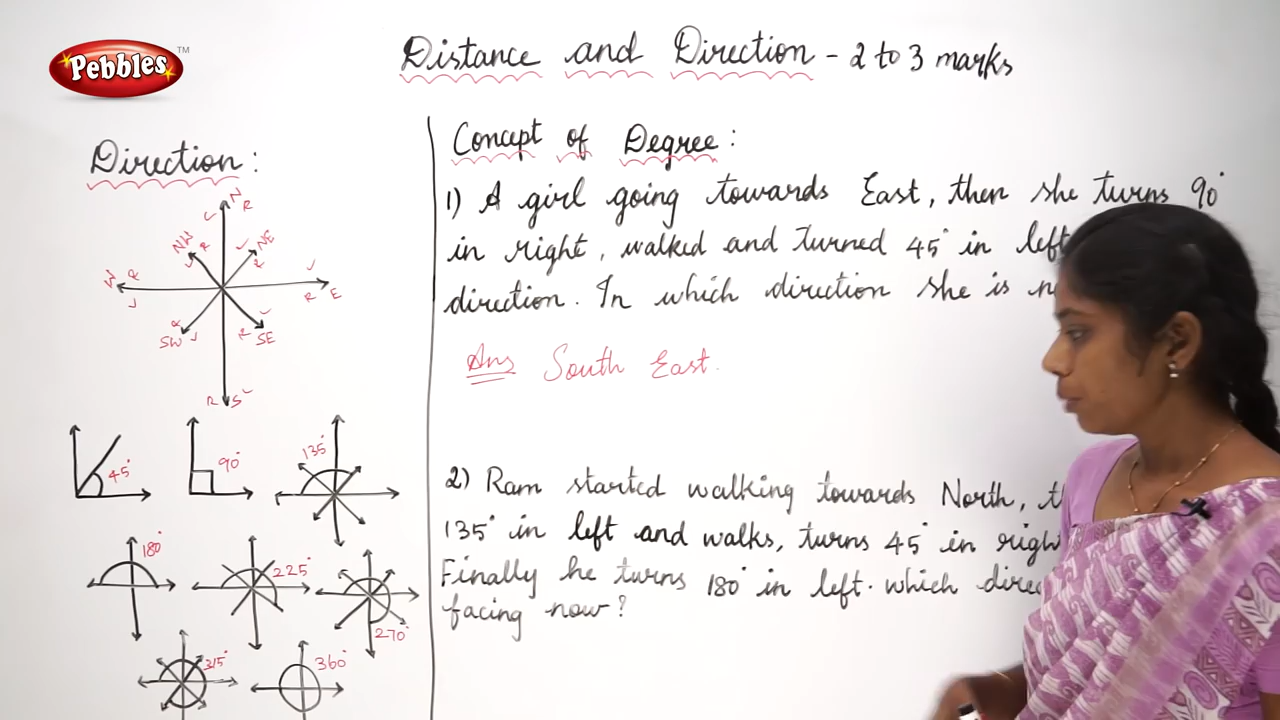 Pebbles TM
Distance and Direction - 2 to 3 marks
Direction:
N
R
NW
R
NE
R
W
R
R
E
SW
R
R
SE
R
S
45°
90°
135°
180°
225°
270°
315°
360°
Concept of Degree:
1) A girl going towards East, then she turns 90°
in right, walked and turned 45° in left
direction. In which direction she is
Ans South East.
2) Ram started walking towards North,
135° in left and walks, turns 45° in right
Finally he turns 180° in left. which
facing now?